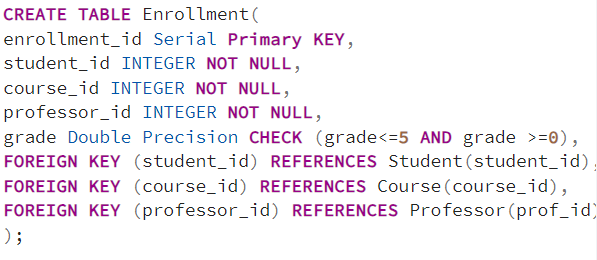 CREATE TABLE Enrollment(
enrollment_id Serial Primary KEY,
student_id INTEGER NOT NULL,
course_id INTEGER NOT NULL,
professor_id INTEGER NOT NULL,
grade Double Precision CHECK (grade<=5 AND grade >=0),
FOREIGN KEY (student_id) REFERENCES Student(student_id),
FOREIGN KEY (course_id) REFERENCES Course(course_id),
FOREIGN KEY (professor_id) REFERENCES Professor(prof_id)
);